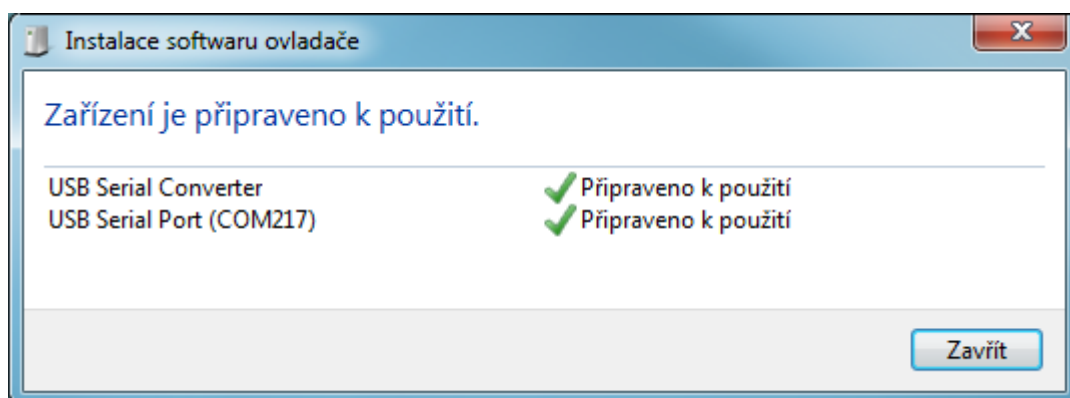 Instalace softwaru ovladače
Zařízení je připraveno k použití.
USB Serial Converter Připraveno k použití
USB Serial Port (COM217) Připraveno k použití
Zavřít